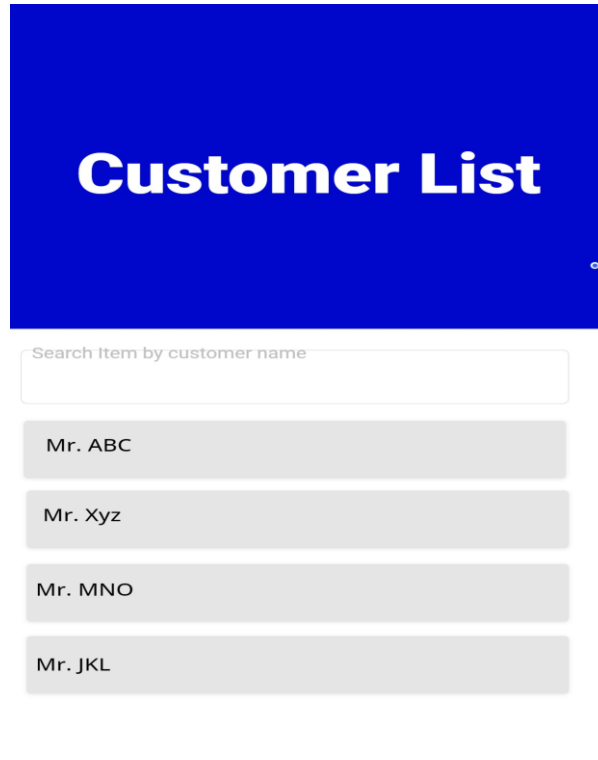 Customer List
Search Item by customer name
Mr. ABC
Mr. Xyz
Mr. MNO
Mr. JKL